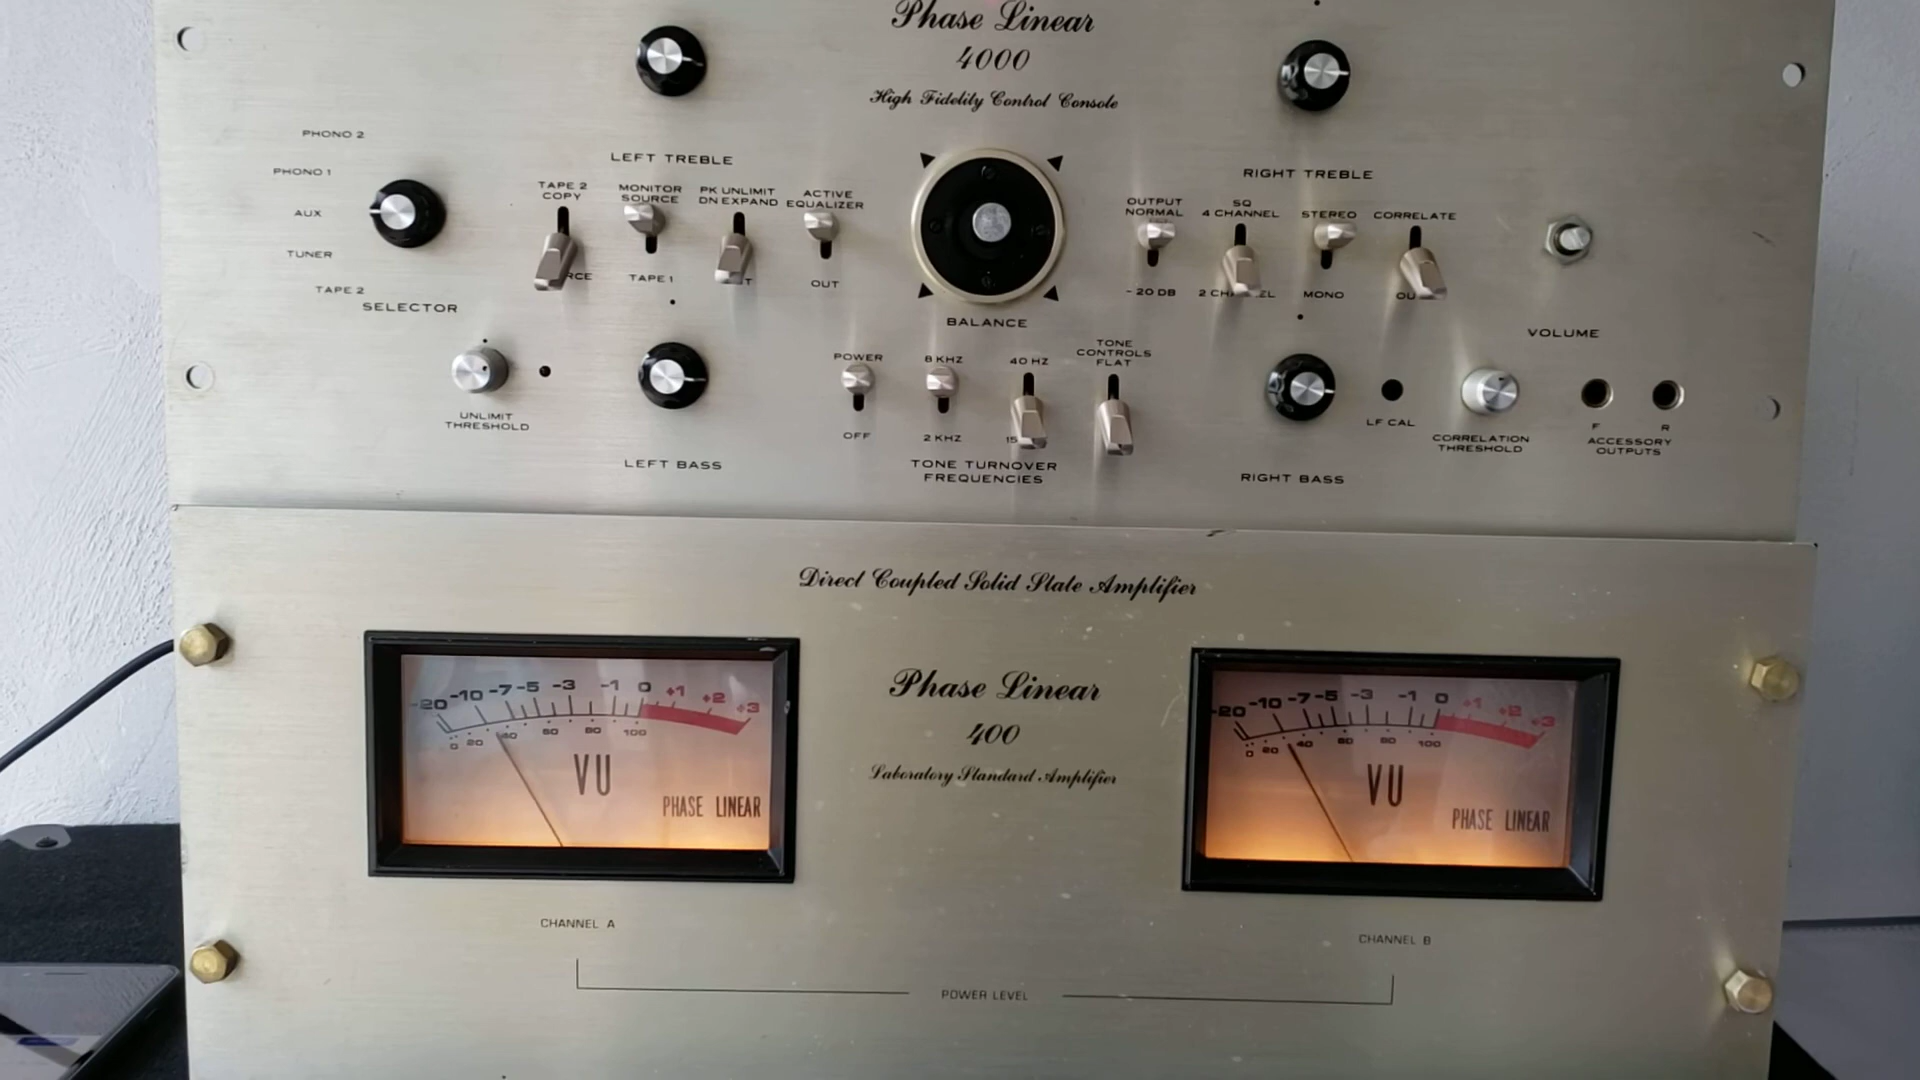 Phase Linear
4000
High Fidelity Control Console
PHONO 2
PHONO 1
AUX
TUNER
TAPE 2
SELECTOR
LEFT TREBLE
TAPE 2
COPY
MONITOR
SOURCE
TAPE 1
PK UNLIMIT
DN EXPAND
ACTIVE
EQUALIZER
OUT
BALANCE
RIGHT TREBLE
OUTPUT
NORMAL
- 20 DB
SQ
4 CHANNEL
STEREO
MONO
CORRELATE
VOLUME
UNLIMIT
THRESHOLD
LEFT BASS
POWER
OFF
8 KHZ
2 KHZ
40 HZ
TONE
CONTROLS
FLAT
TONE TURNOVER
FREQUENCIES
RIGHT BASS
LF CAL
CORRELATION
THRESHOLD
F R
ACCESSORY
OUTPUTS
Direct Coupled Solid State Amplifier
-20 -10 -7 -5 -3 -1 0 +1 +2 +3
0 20 40 60 80 100
VU
PHASE LINEAR
Phase Linear
400
Laboratory Standard Amplifier
-20 -10 -7 -5 -3 -1 0 +1 +2 +3
0 20 40 60 80 100
VU
PHASE LINEAR
CHANNEL A
CHANNEL B
POWER LEVEL